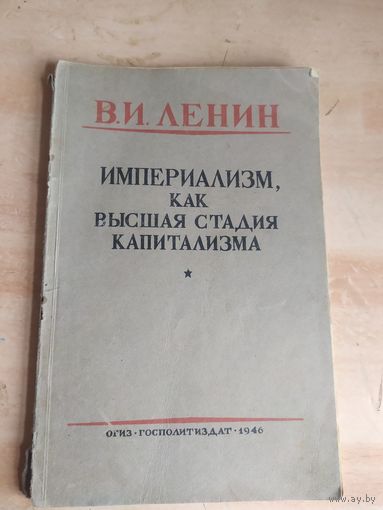 В.И. ЛЕНИН
ИМПЕРИАЛИЗМ,
КАК
ВЫСШАЯ СТАДИЯ
КАПИТАЛИЗМА
ОГИЗ · ГОСПОЛИТИЗДАТ · 1946
www.ay.by